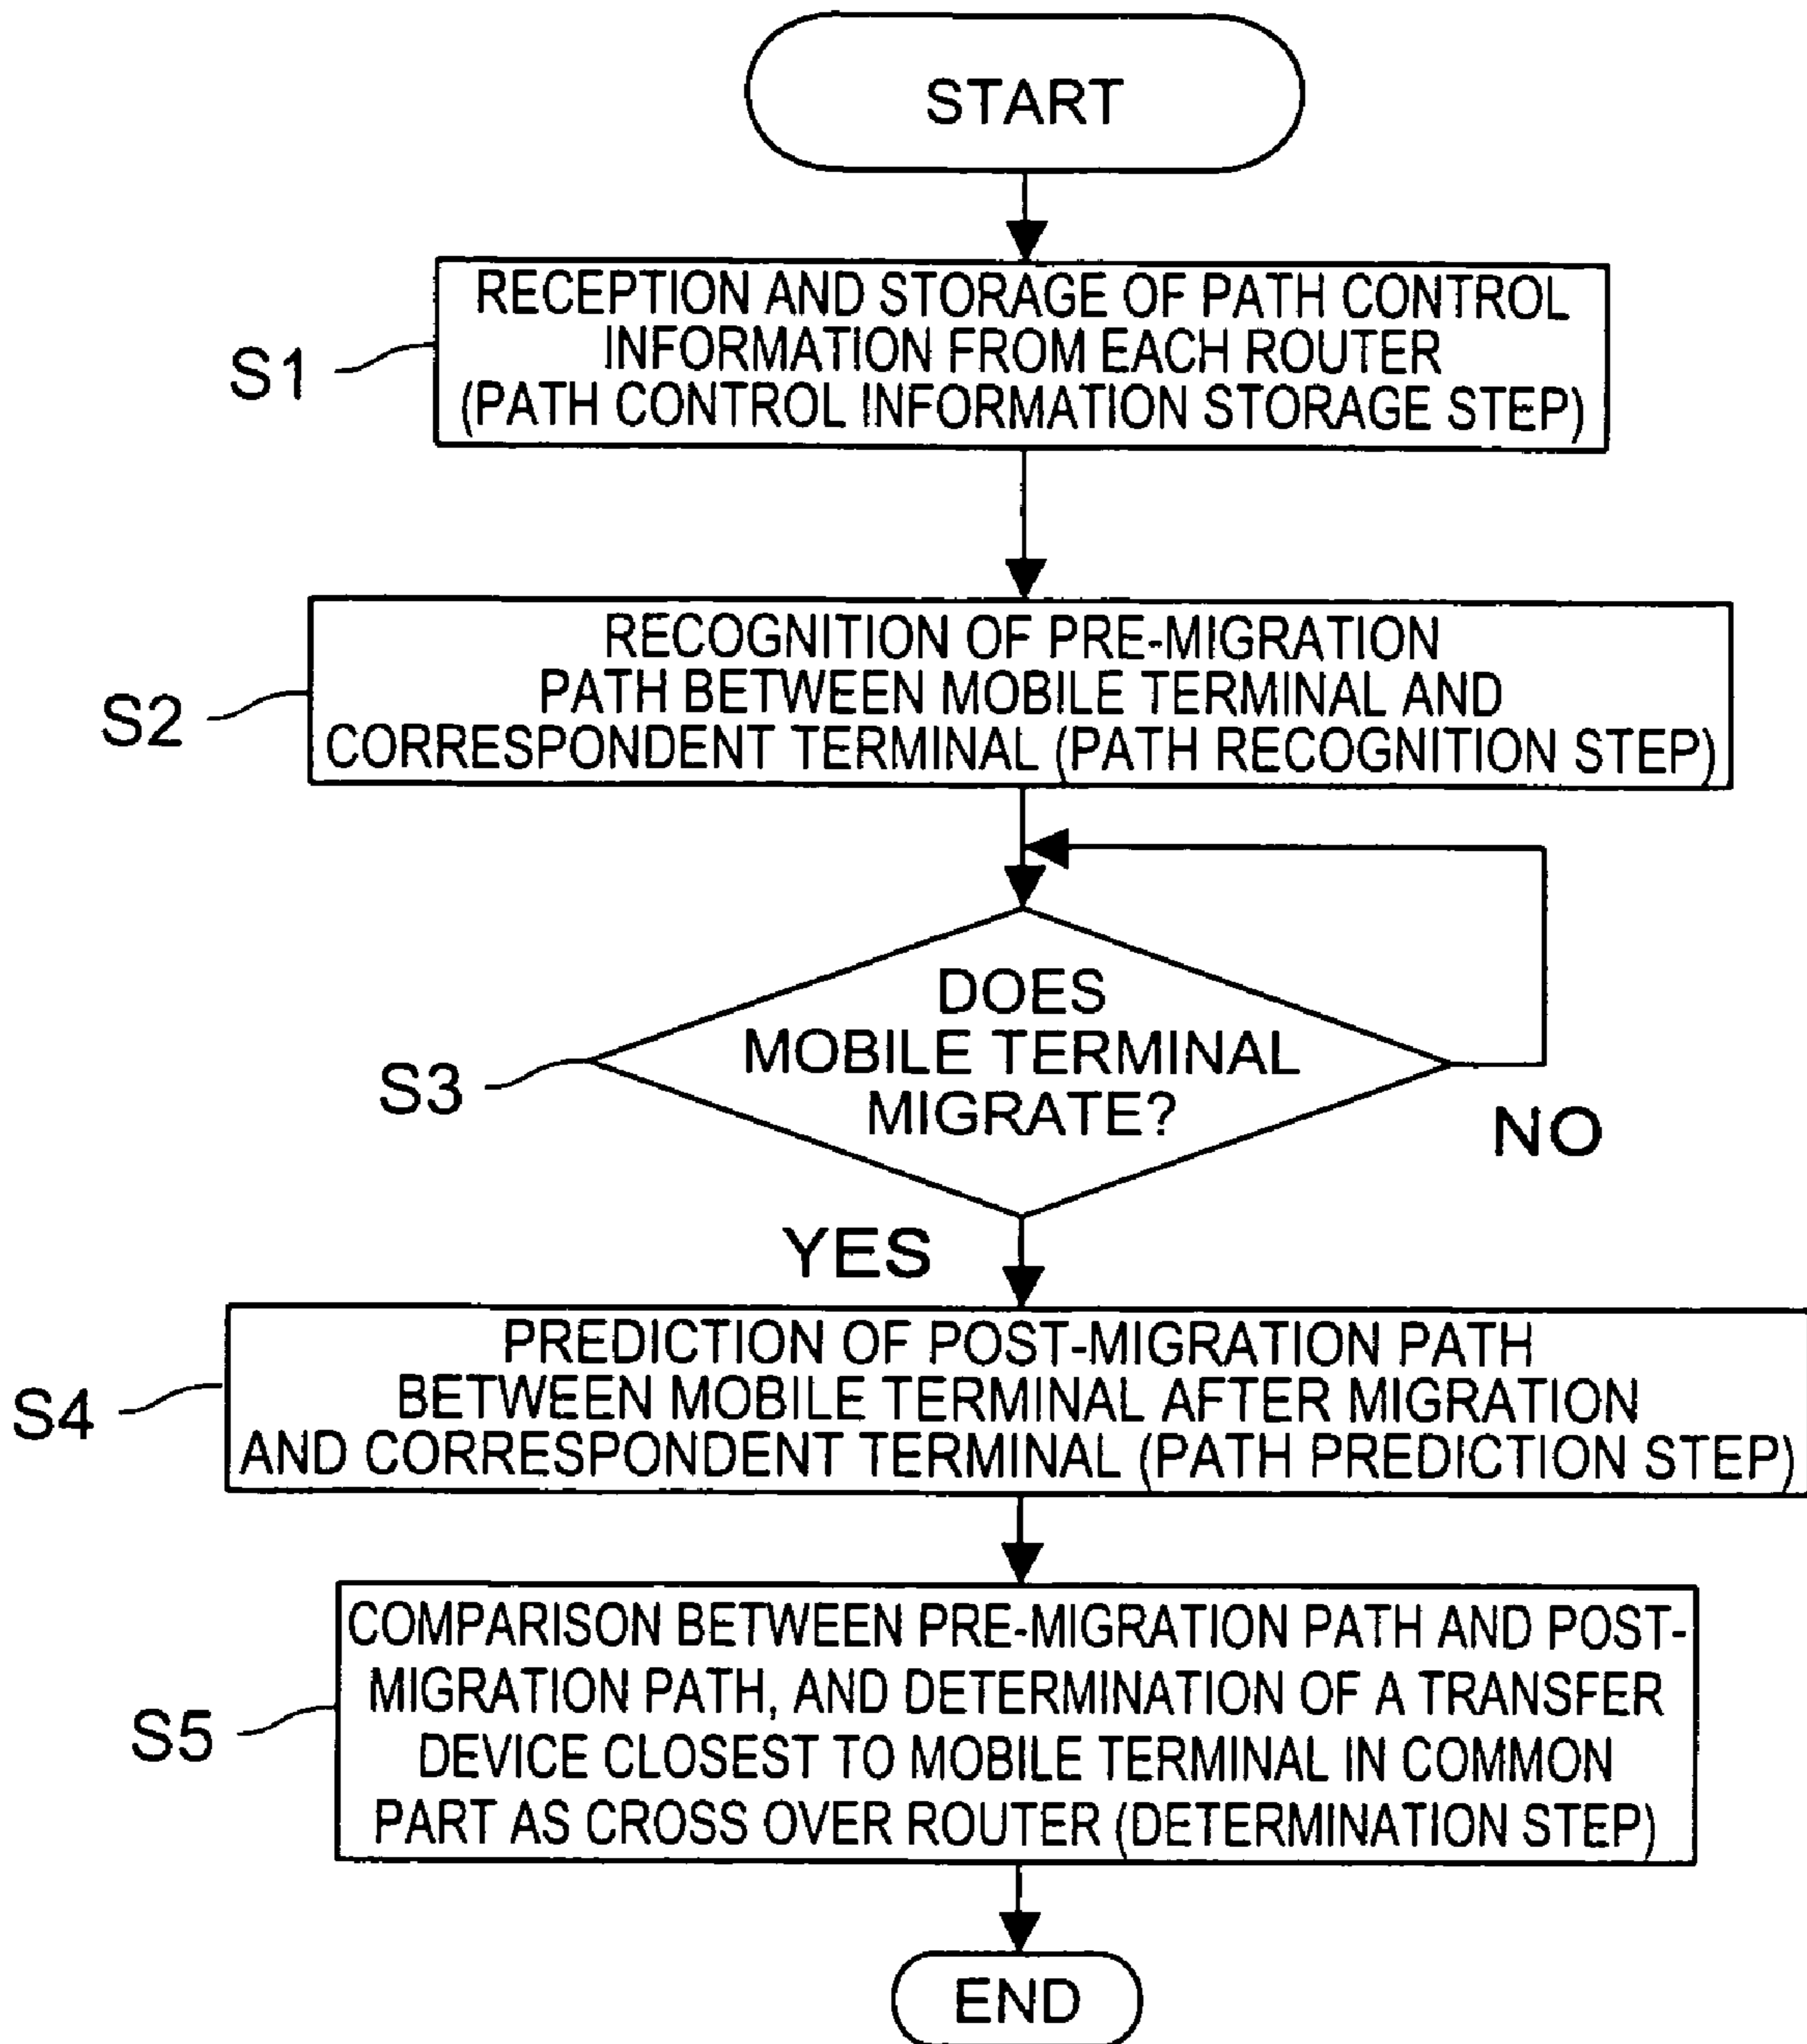 START
S1
RECEPTION AND STORAGE OF PATH CONTROL
INFORMATION FROM EACH ROUTER
(PATH CONTROL INFORMATION STORAGE STEP)
S2
RECOGNITION OF PRE-MIGRATION
PATH BETWEEN MOBILE TERMINAL AND
CORRESPONDENT TERMINAL (PATH RECOGNITION STEP)
S3
DOES
MOBILE TERMINAL
MIGRATE?
NO
YES
S4
PREDICTION OF POST-MIGRATION PATH
BETWEEN MOBILE TERMINAL AFTER MIGRATION
AND CORRESPONDENT TERMINAL (PATH PREDICTION STEP)
S5
COMPARISON BETWEEN PRE-MIGRATION PATH AND POST-
MIGRATION PATH, AND DETERMINATION OF A TRANSFER
DEVICE CLOSEST TO MOBILE TERMINAL IN COMMON
PART AS CROSS OVER ROUTER (DETERMINATION STEP)
END